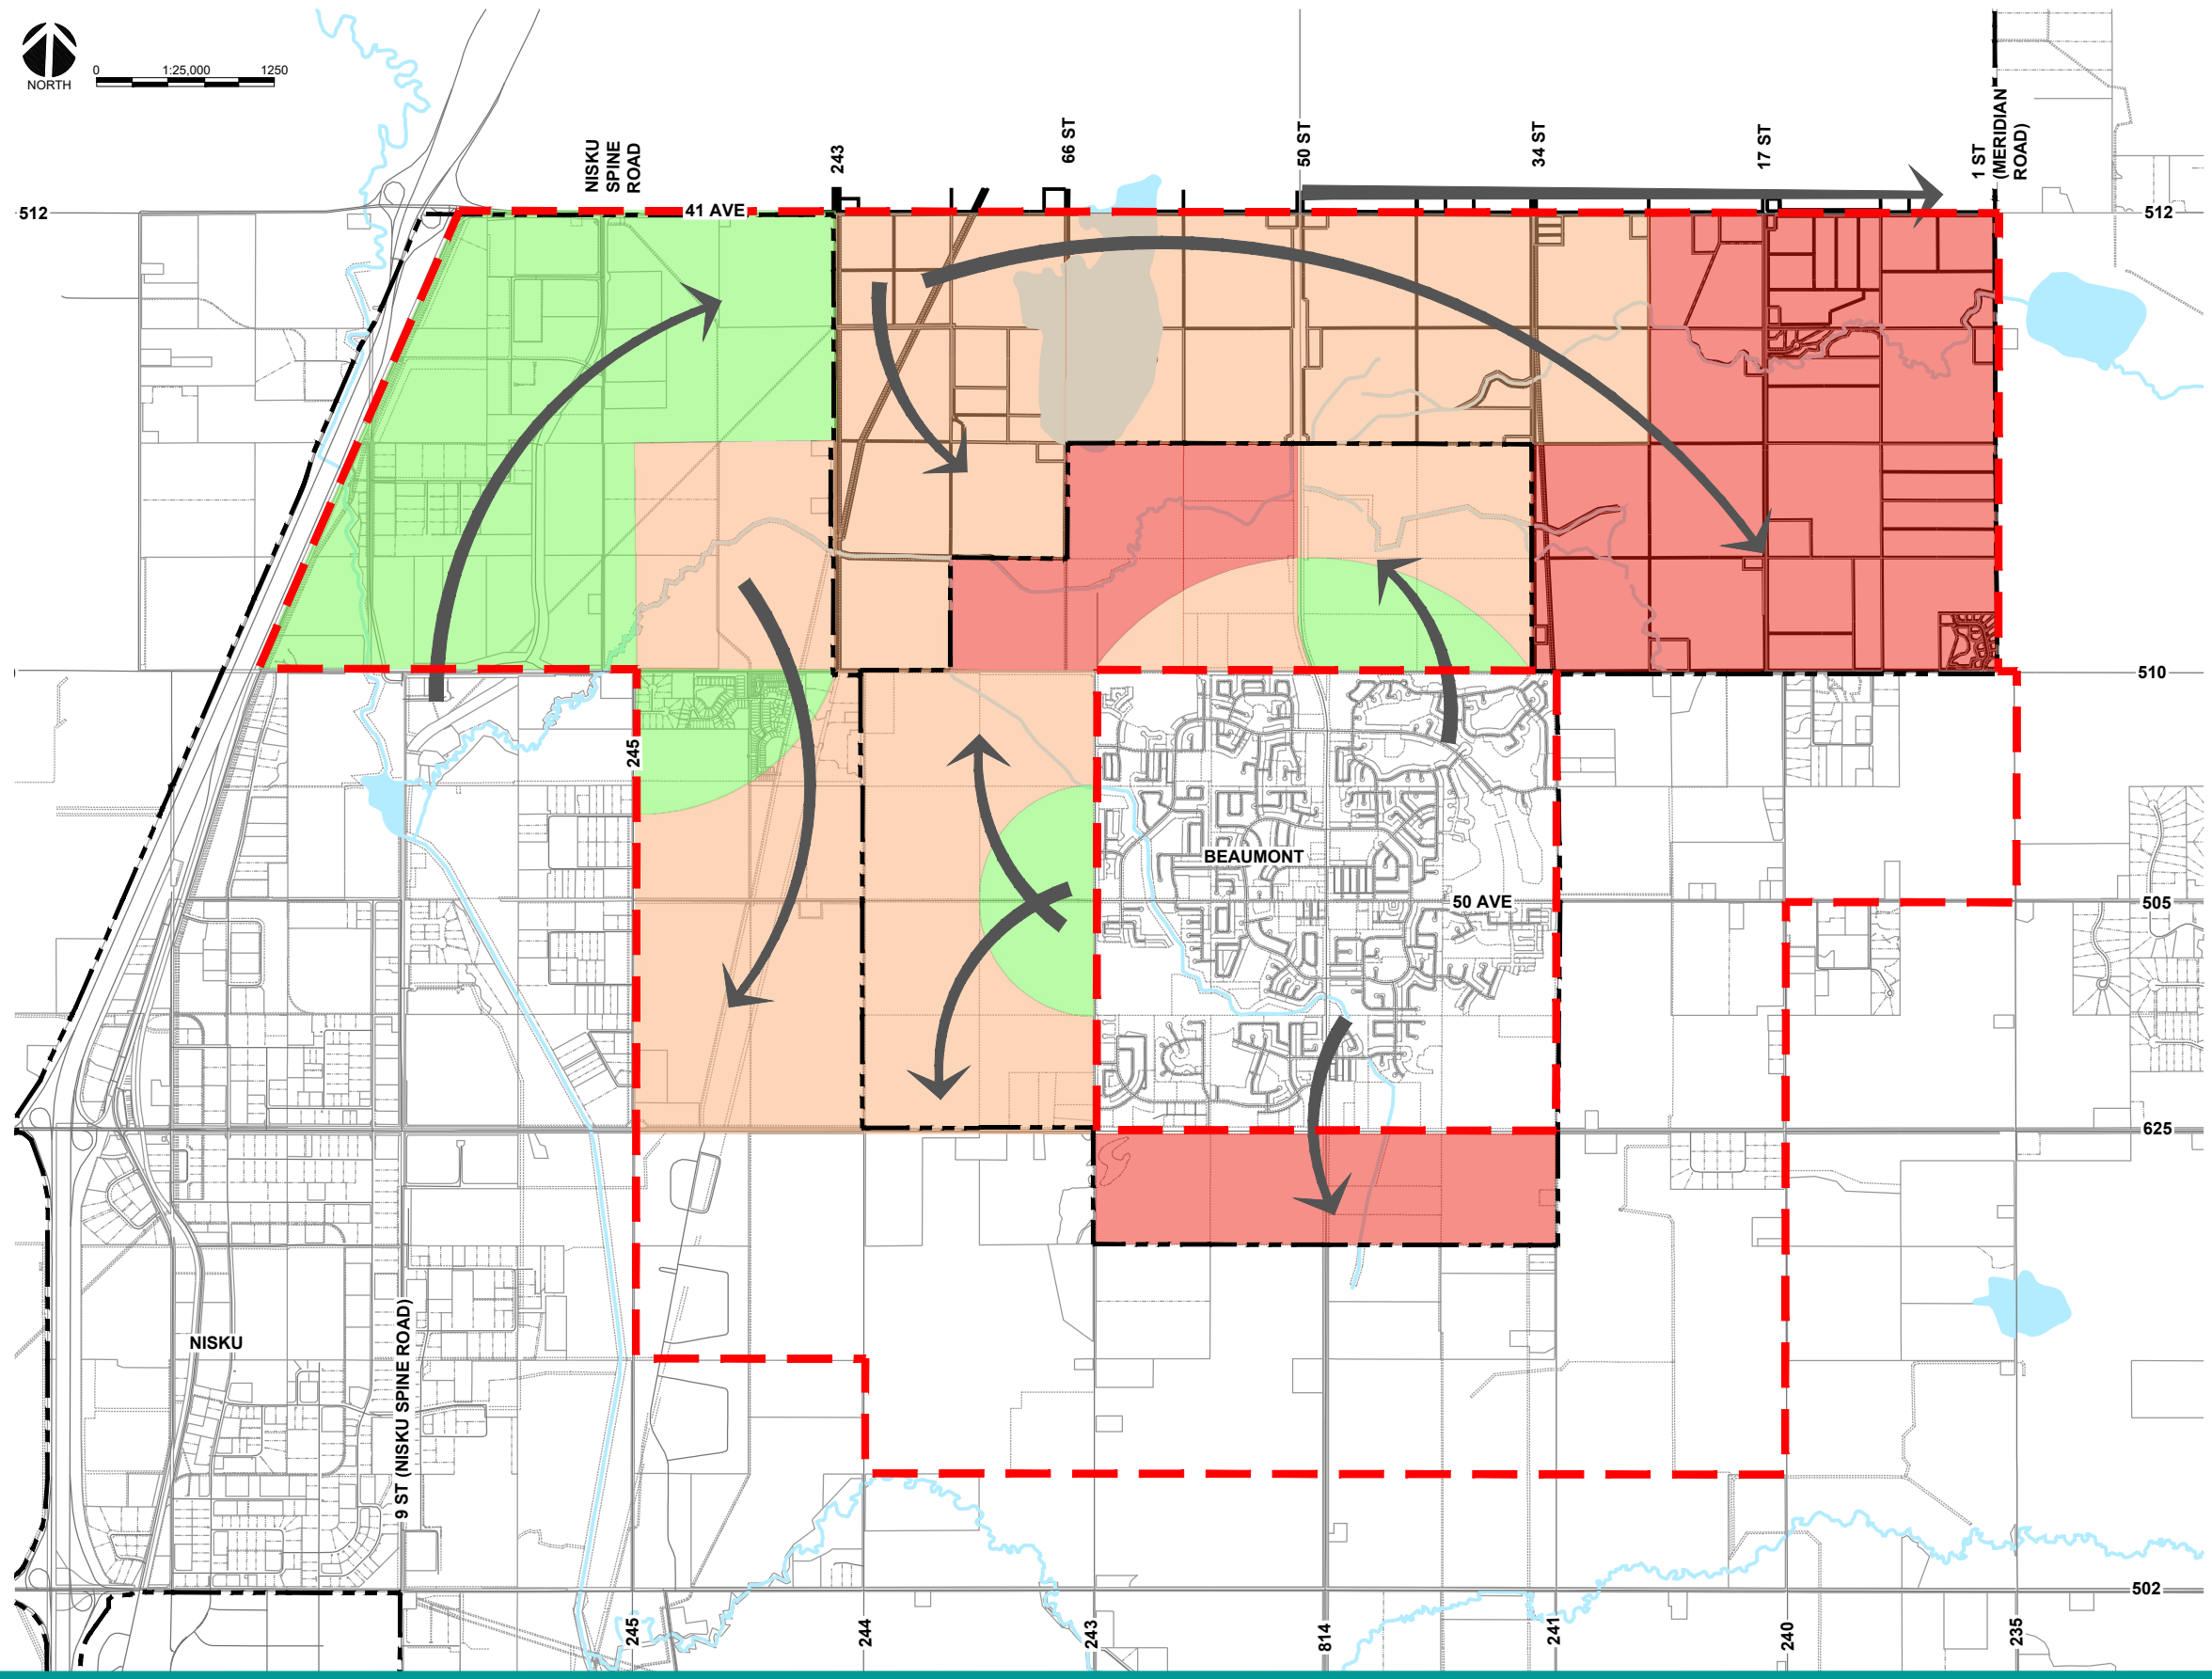 NORTH
0 1:25,000 1250
NISKU
SPINE
ROAD
243
66 ST
50 ST
34 ST
17 ST
1 ST
(MERIDIAN
ROAD)
512
41 AVE
512
510
245
BEAUMONT
50 AVE
505
625
NISKU
9 ST (NISKU SPINE ROAD)
502
245
244
243
814
241
240
235